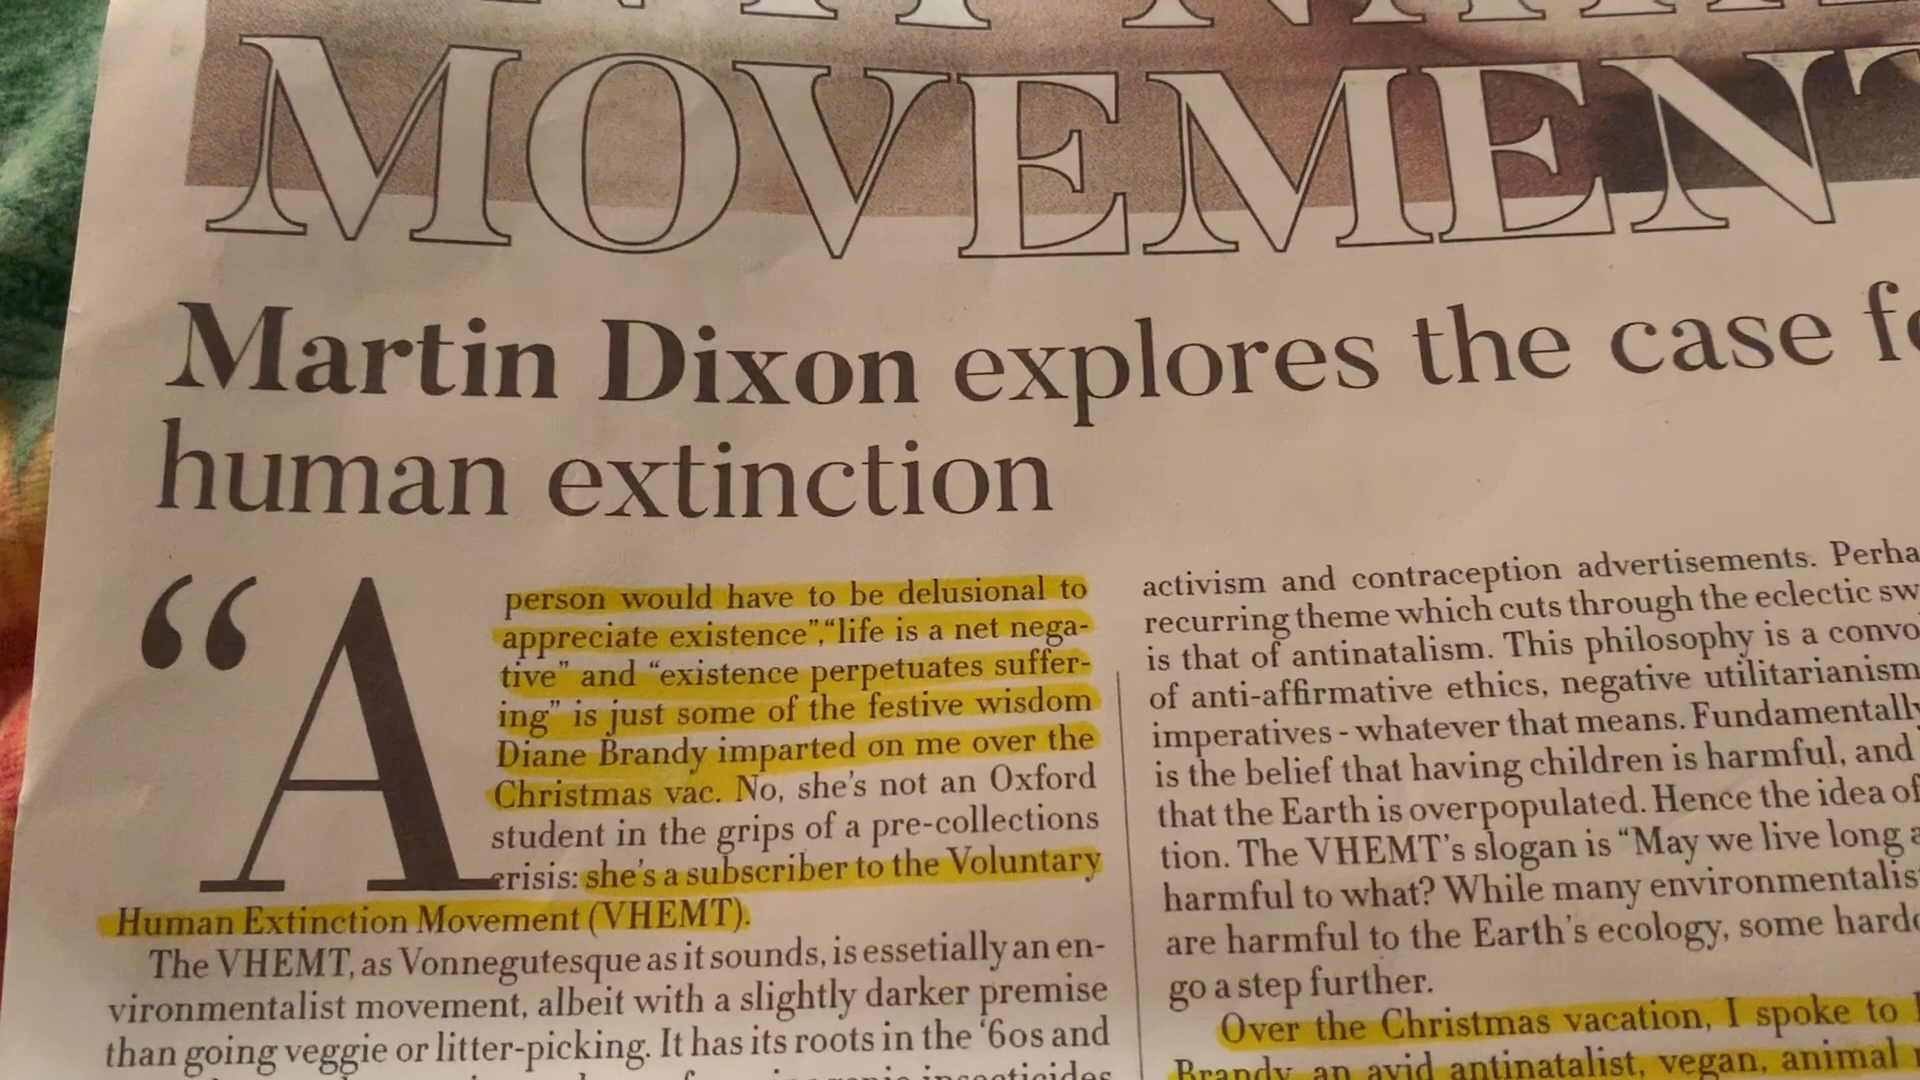 MOVEMENT
Martin Dixon explores the case
human extinction
“A person would have to be delusional to
appreciate existence”,“life is a net nega-
tive” and “existence perpetuates suffer-
ing” is just some of the festive wisdom
Diane Brandy imparted on me over the
Christmas vac. No, she’s not an Oxford
student in the grips of a pre-collections
crisis: she’s a subscriber to the Voluntary
Human Extinction Movement (VHEMT).
The VHEMT, as Vonnegutesque as it sounds, is essetially an en-
vironmentalist movement, albeit with a slightly darker premise
than going veggie or litter-picking. It has its roots in the ‘60s and
insecticides
activism and contraception advertisements. Perha
recurring theme which cuts through the eclectic sw
is that of antinatalism. This philosophy is a convo
of anti-affirmative ethics, negative utilitarianism
imperatives - whatever that means. Fundamentally
is the belief that having children is harmful, and
that the Earth is overpopulated. Hence the idea of
tion. The VHEMT’s slogan is “May we live long a
harmful to what? While many environmentalis
are harmful to the Earth’s ecology, some hardc
go a step further.
Over the Christmas vacation, I spoke to
Brandy, an avid antinatalist, vegan, animal